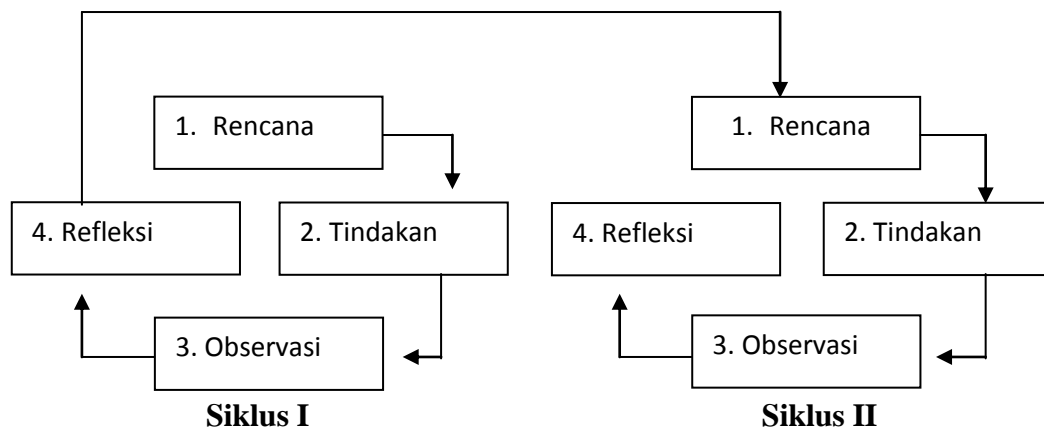 1. Rencana
2. Tindakan
3. Observasi
4. Refleksi
Siklus I
1. Rencana
2. Tindakan
3. Observasi
4. Refleksi
Siklus II